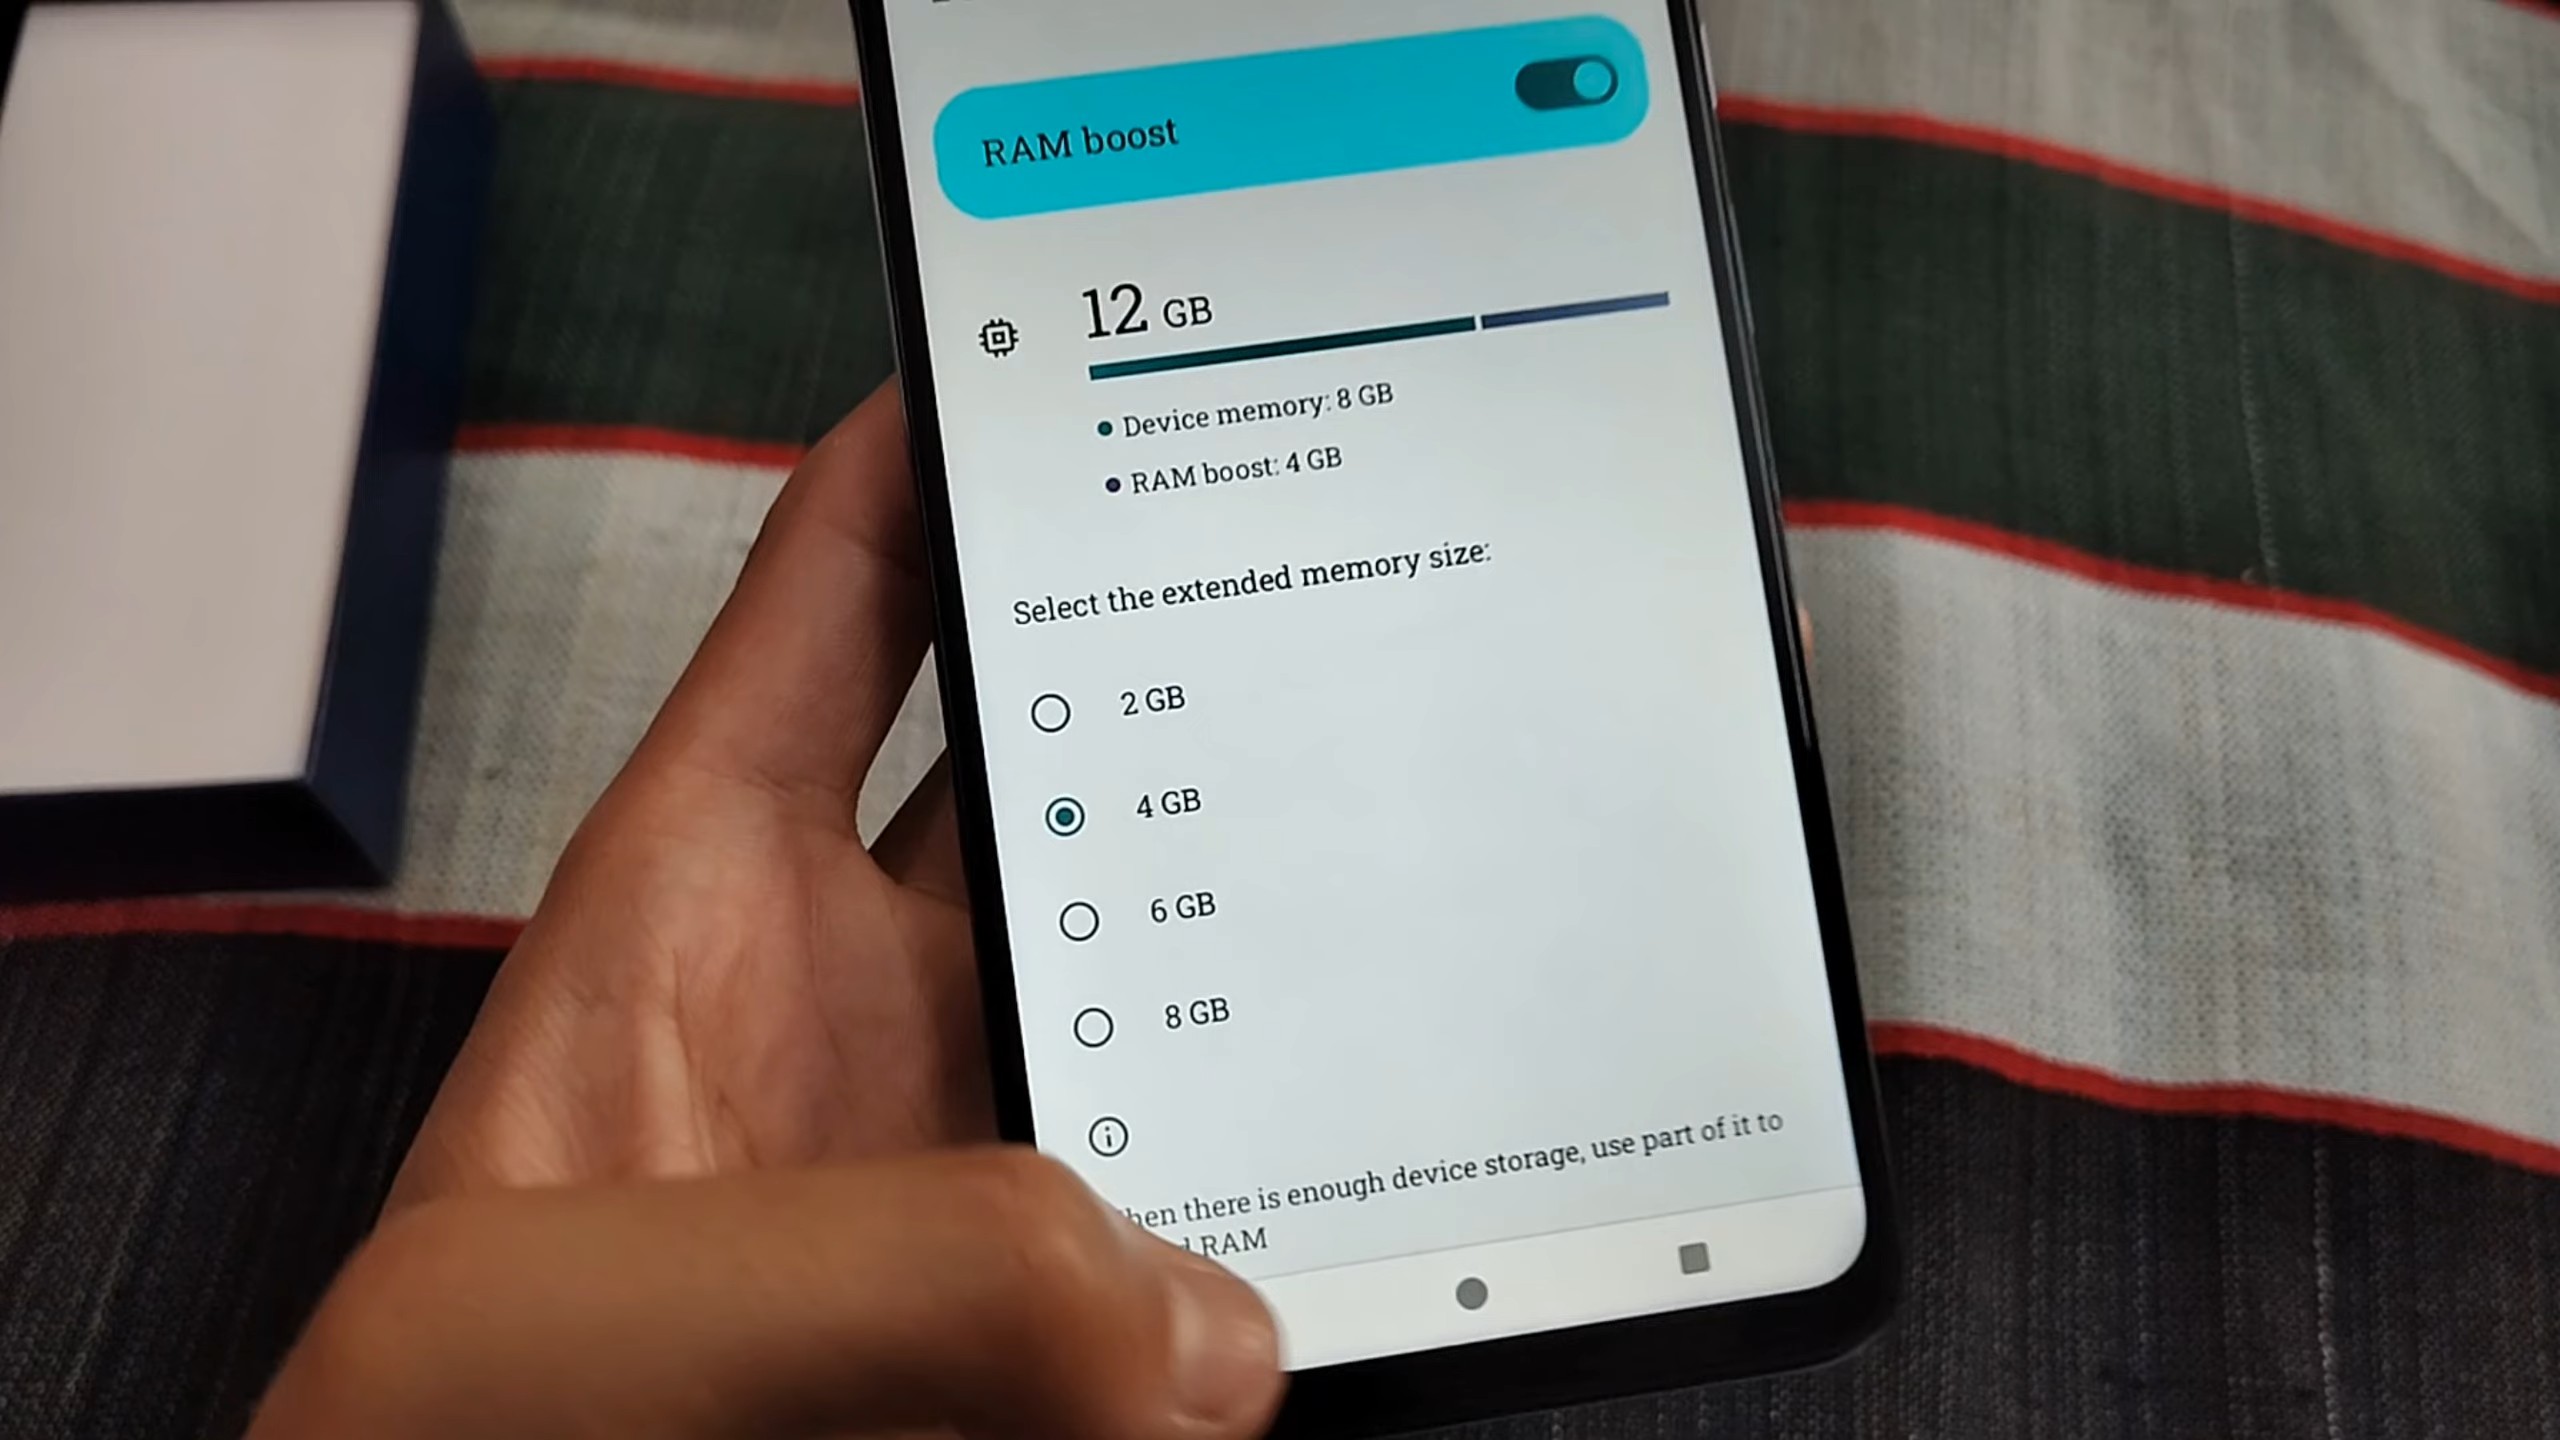 RAM boost
12 GB
Device memory: 8 GB
RAM boost: 4 GB
Select the extended memory size:
2 GB
4 GB
6 GB
8 GB
there is enough device storage, use part of it to
RAM